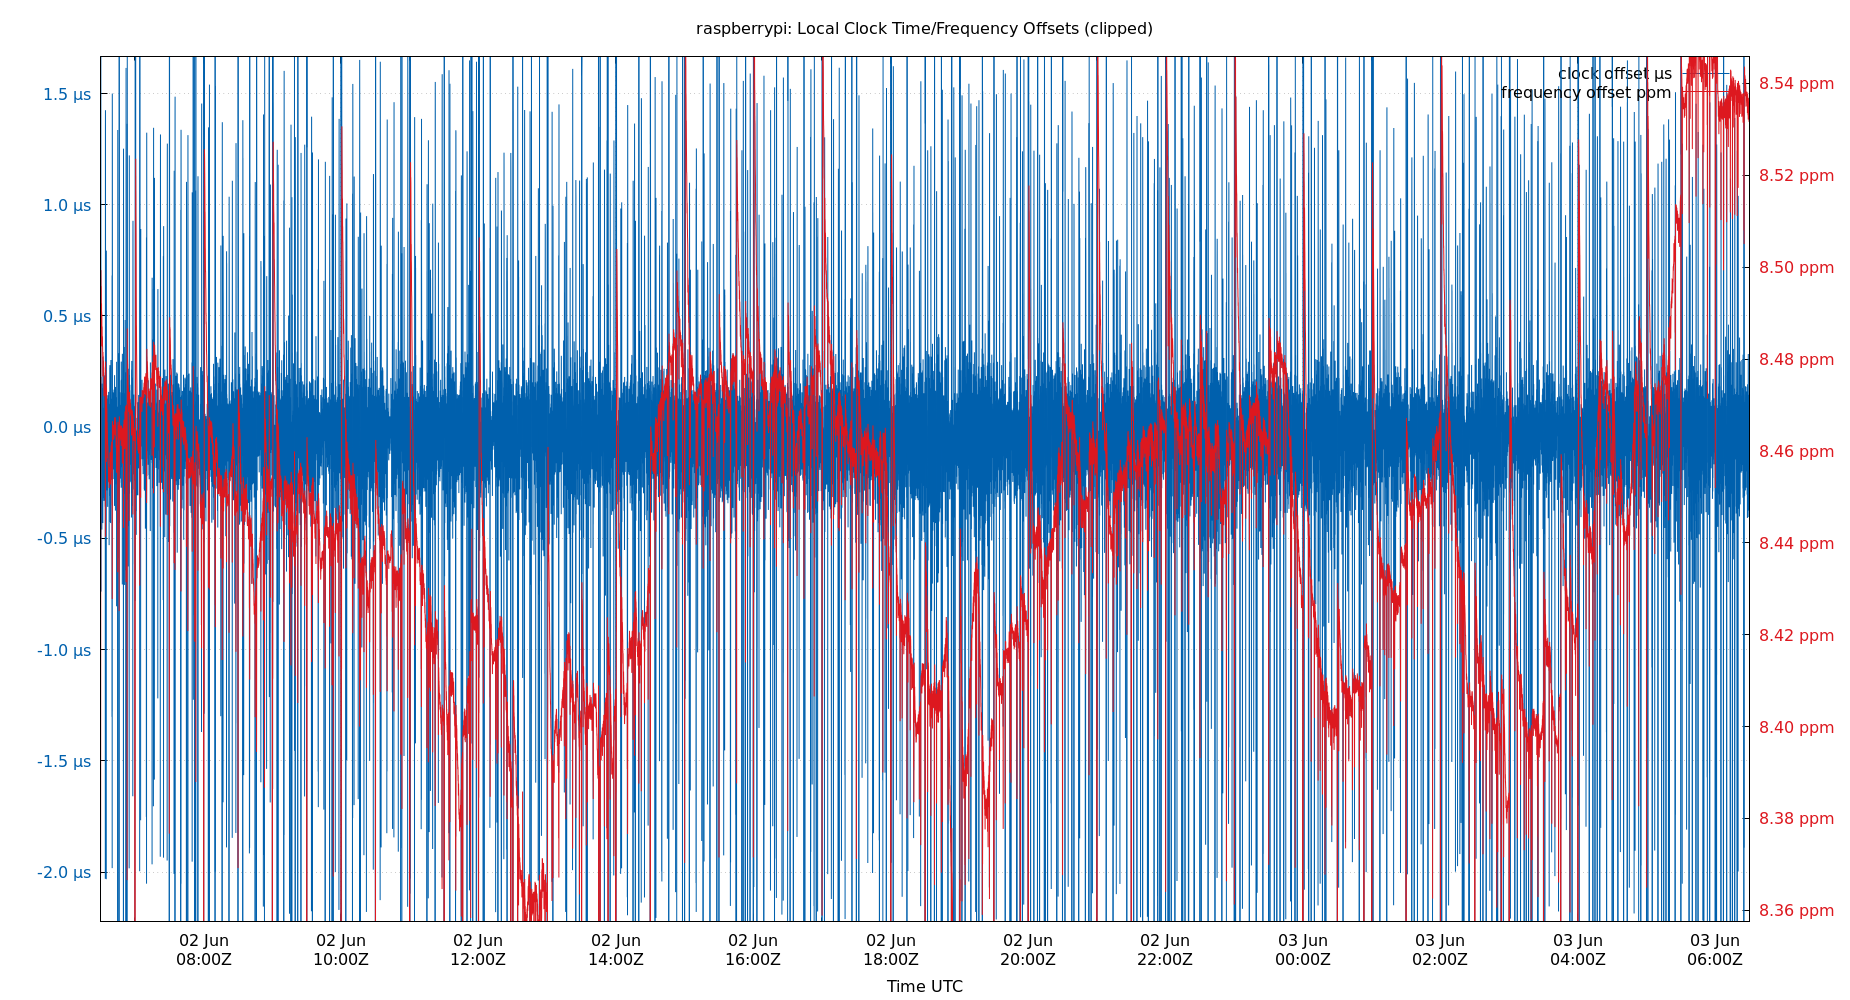 raspberrypi: Local Clock Time/Frequency Offsets (clipped)
clock offset µs
frequency offset ppm
1.5 µs
1.0 µs
0.5 µs
0.0 µs
-0.5 µs
-1.0 µs
-1.5 µs
-2.0 µs
8.54 ppm
8.52 ppm
8.50 ppm
8.48 ppm
8.46 ppm
8.44 ppm
8.42 ppm
8.40 ppm
8.38 ppm
8.36 ppm
02 Jun 02 Jun 02 Jun 02 Jun 02 Jun 02 Jun 02 Jun 02 Jun 03 Jun 03 Jun 03 Jun 03 Jun
08:00Z 10:00Z 12:00Z 14:00Z 16:00Z 18:00Z 20:00Z 22:00Z 00:00Z 02:00Z 04:00Z 06:00Z
Time UTC